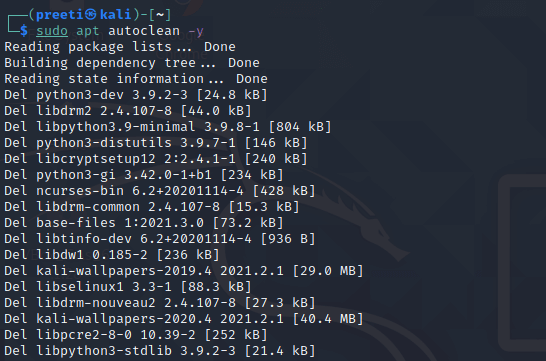 ┌──(preeti㉿kali)-[~]
└─$ sudo apt autoclean -y
Reading package lists... Done
Building dependency tree... Done
Reading state information... Done
Del python3-dev 3.9.2-3 [24.8 kB]
Del libdrm2 2.4.107-8 [44.0 kB]
Del libpython3.9-minimal 3.9.8-1 [804 kB]
Del python3-distutils 3.9.7-1 [146 kB]
Del libcryptsetup12 2:2.4.1-1 [240 kB]
Del python3-gi 3.42.0-1+b1 [234 kB]
Del ncurses-bin 6.2+20201114-4 [428 kB]
Del libdrm-common 2.4.107-8 [15.3 kB]
Del base-files 1:2021.3.0 [73.2 kB]
Del libtinfo-dev 6.2+20201114-4 [936 B]
Del libdw1 0.185-2 [236 kB]
Del kali-wallpapers-2019.4 2021.2.1 [29.0 MB]
Del libselinux1 3.3-1 [88.3 kB]
Del libdrm-nouveau2 2.4.107-8 [27.3 kB]
Del kali-wallpapers-2020.4 2021.2.1 [40.4 MB]
Del libpcre2-8-0 10.39-2 [252 kB]
Del libpython3-stdlib 3.9.2-3 [21.4 kB]